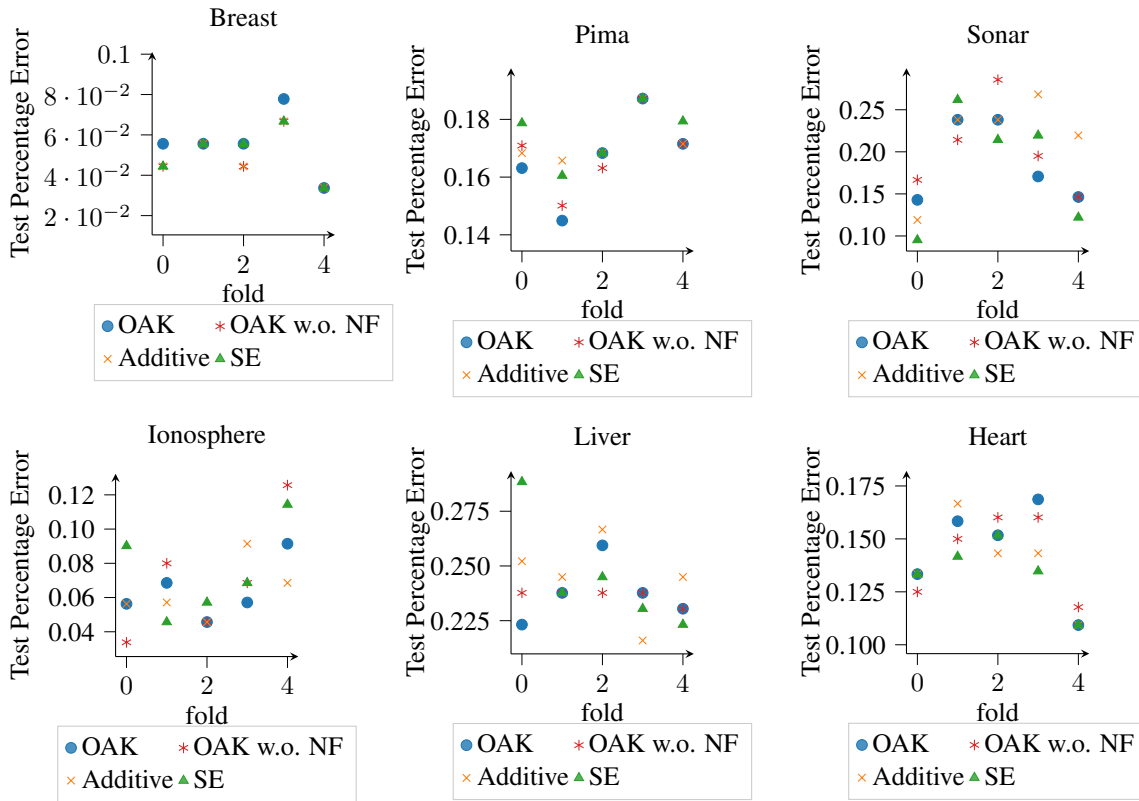 Breast
Test Percentage Error
0.1
8 · 10⁻²
6 · 10⁻²
4 · 10⁻²
2 · 10⁻²
0 2 4
fold
OAK OAK w.o. NF
Additive SE
Pima
Test Percentage Error
0.18
0.16
0.14
0 2 4
fold
OAK OAK w.o. NF
Additive SE
Sonar
Test Percentage Error
0.25
0.20
0.15
0.10
0 2 4
fold
OAK OAK w.o. NF
Additive SE
Ionosphere
Test Percentage Error
0.12
0.10
0.08
0.06
0.04
0 2 4
fold
OAK OAK w.o. NF
Additive SE
Liver
Test Percentage Error
0.275
0.250
0.225
0 2 4
fold
OAK OAK w.o. NF
Additive SE
Heart
Test Percentage Error
0.175
0.150
0.125
0.100
0 2 4
fold
OAK OAK w.o. NF
Additive SE